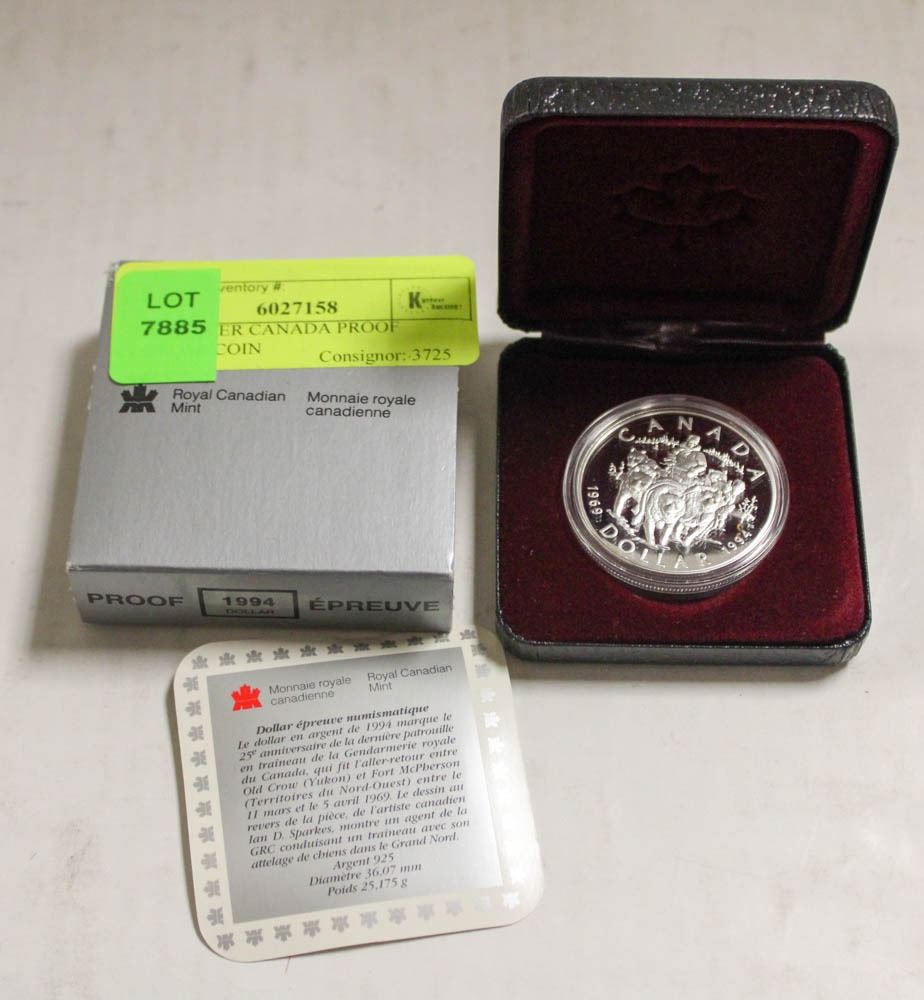 LOT
7885
ventory #:
6027158
ER CANADA PROOF
COIN
Consignor: 3725
Royal Canadian
Mint
Monnaie royale
canadienne
PROOF
1994
DOLLAR
ÉPREUVE
CANADA
1969
1994
DOLLAR
Monnaie royale
canadienne
Royal Canadian
Mint
Dollar épreuve numismatique
Le dollar en argent de 1994 marque le
25e anniversaire de la dernière patrouille
en traîneau de la Gendarmerie royale
du Canada, qui fit l'aller-retour entre
Old Crow (Yukon) et Fort McPherson
(Territoires du Nord-Ouest) entre le
11 mars et le 5 avril 1969. Le dessin au
revers de la pièce, de l'artiste canadien
Ian D. Sparkes, montre un agent de la
GRC conduisant un traîneau avec son
attelage de chiens dans le Grand Nord.
Argent 925
Diamètre 36,07 mm
Poids 25,175 g